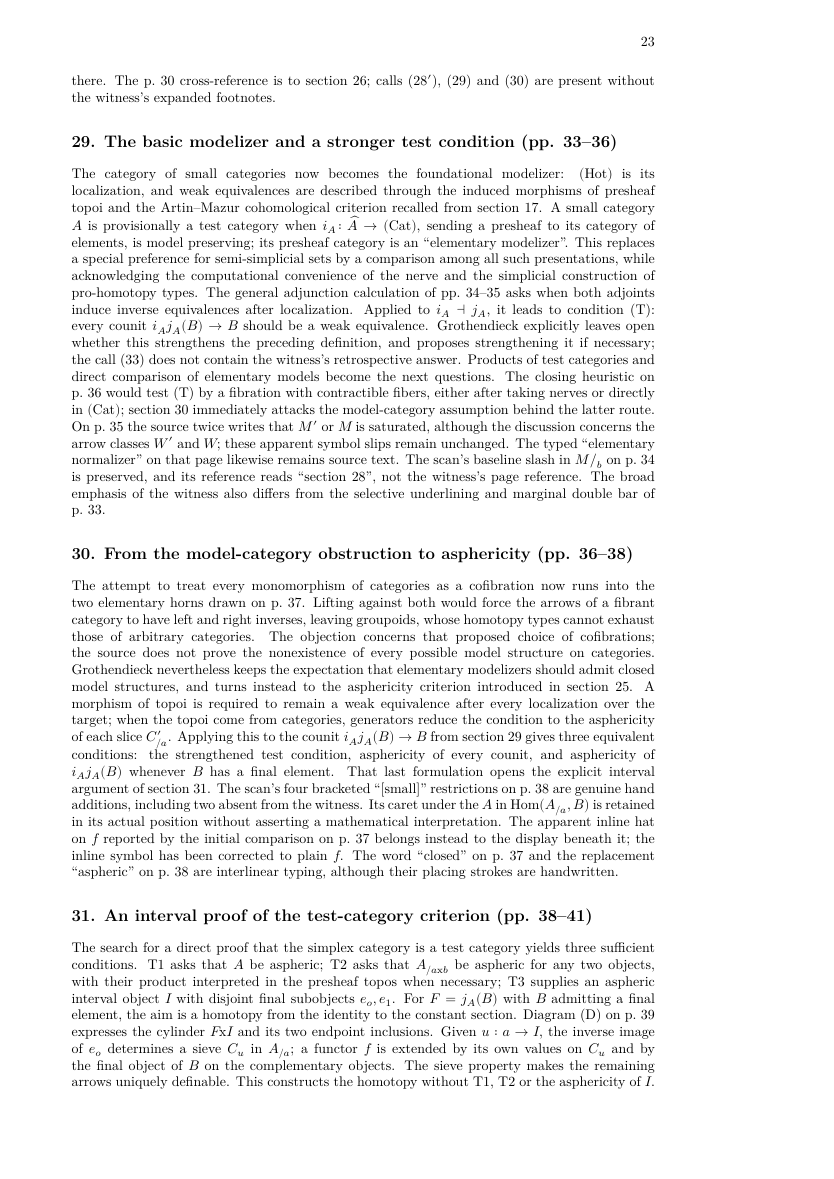 23
there. The p. 30 cross-reference is to section 26; calls (28′), (29) and (30) are present without
the witness's expanded footnotes.
29. The basic modelizer and a stronger test condition (pp. 33–36)
The category of small categories now becomes the foundational modelizer: (Hot) is its
localization, and weak equivalences are described through the induced morphisms of presheaf
topoi and the Artin–Mazur cohomological criterion recalled from section 17. A small category
A is provisionally a test category when i_A : Â → (Cat), sending a presheaf to its category of
elements, is model preserving; its presheaf category is an “elementary modelizer”. This replaces
a special preference for semi-simplicial sets by a comparison among all such presentations, while
acknowledging the computational convenience of the nerve and the simplicial construction of
pro-homotopy types. The general adjunction calculation of pp. 34–35 asks when both adjoints
induce inverse equivalences after localization. Applied to i_A ⊣ j_A, it leads to condition (T):
every counit i_A j_A(B) → B should be a weak equivalence. Grothendieck explicitly leaves open
whether this strengthens the preceding definition, and proposes strengthening it if necessary;
the call (33) does not contain the witness's retrospective answer. Products of test categories and
direct comparison of elementary models become the next questions. The closing heuristic on
p. 36 would test (T) by a fibration with contractible fibers, either after taking nerves or directly
in (Cat); section 30 immediately attacks the model-category assumption behind the latter route.
On p. 35 the source twice writes that M′ or M is saturated, although the discussion concerns the
arrow classes W′ and W; these apparent symbol slips remain unchanged. The typed “elementary
normalizer” on that page likewise remains source text. The scan's baseline slash in M/_b on p. 34
is preserved, and its reference reads “section 28”, not the witness's page reference. The broad
emphasis of the witness also differs from the selective underlining and marginal double bar of
p. 33.
30. From the model-category obstruction to asphericity (pp. 36–38)
The attempt to treat every monomorphism of categories as a cofibration now runs into the
two elementary horns drawn on p. 37. Lifting against both would force the arrows of a fibrant
category to have left and right inverses, leaving groupoids, whose homotopy types cannot exhaust
those of arbitrary categories. The objection concerns that proposed choice of cofibrations;
the source does not prove the nonexistence of every possible model structure on categories.
Grothendieck nevertheless keeps the expectation that elementary modelizers should admit closed
model structures, and turns instead to the asphericity criterion introduced in section 25. A
morphism of topoi is required to remain a weak equivalence after every localization over the
target; when the topoi come from categories, generators reduce the condition to the asphericity
of each slice C′_{/a}. Applying this to the counit i_A j_A(B) → B from section 29 gives three equivalent
conditions: the strengthened test condition, asphericity of every counit, and asphericity of
i_A j_A(B) whenever B has a final element. That last formulation opens the explicit interval
argument of section 31. The scan's four bracketed “[small]” restrictions on p. 38 are genuine hand
additions, including two absent from the witness. Its caret under the A in Hom(A_{/a}, B) is retained
in its actual position without asserting a mathematical interpretation. The apparent inline hat
on f reported by the initial comparison on p. 37 belongs instead to the display beneath it; the
inline symbol has been corrected to plain f. The word “closed” on p. 37 and the replacement
“aspheric” on p. 38 are interlinear typing, although their placing strokes are handwritten.
31. An interval proof of the test-category criterion (pp. 38–41)
The search for a direct proof that the simplex category is a test category yields three sufficient
conditions. T1 asks that A be aspheric; T2 asks that A_{/axb} be aspheric for any two objects,
with their product interpreted in the presheaf topos when necessary; T3 supplies an aspheric
interval object I with disjoint final subobjects e_o, e_1. For F = j_A(B) with B admitting a final
element, the aim is a homotopy from the identity to the constant section. Diagram (D) on p. 39
expresses the cylinder FxI and its two endpoint inclusions. Given u : a → I, the inverse image
of e_o determines a sieve C_u in A_{/a}; a functor f is extended by its own values on C_u and by
the final object of B on the complementary objects. The sieve property makes the remaining
arrows uniquely definable. This constructs the homotopy without T1, T2 or the asphericity of I.